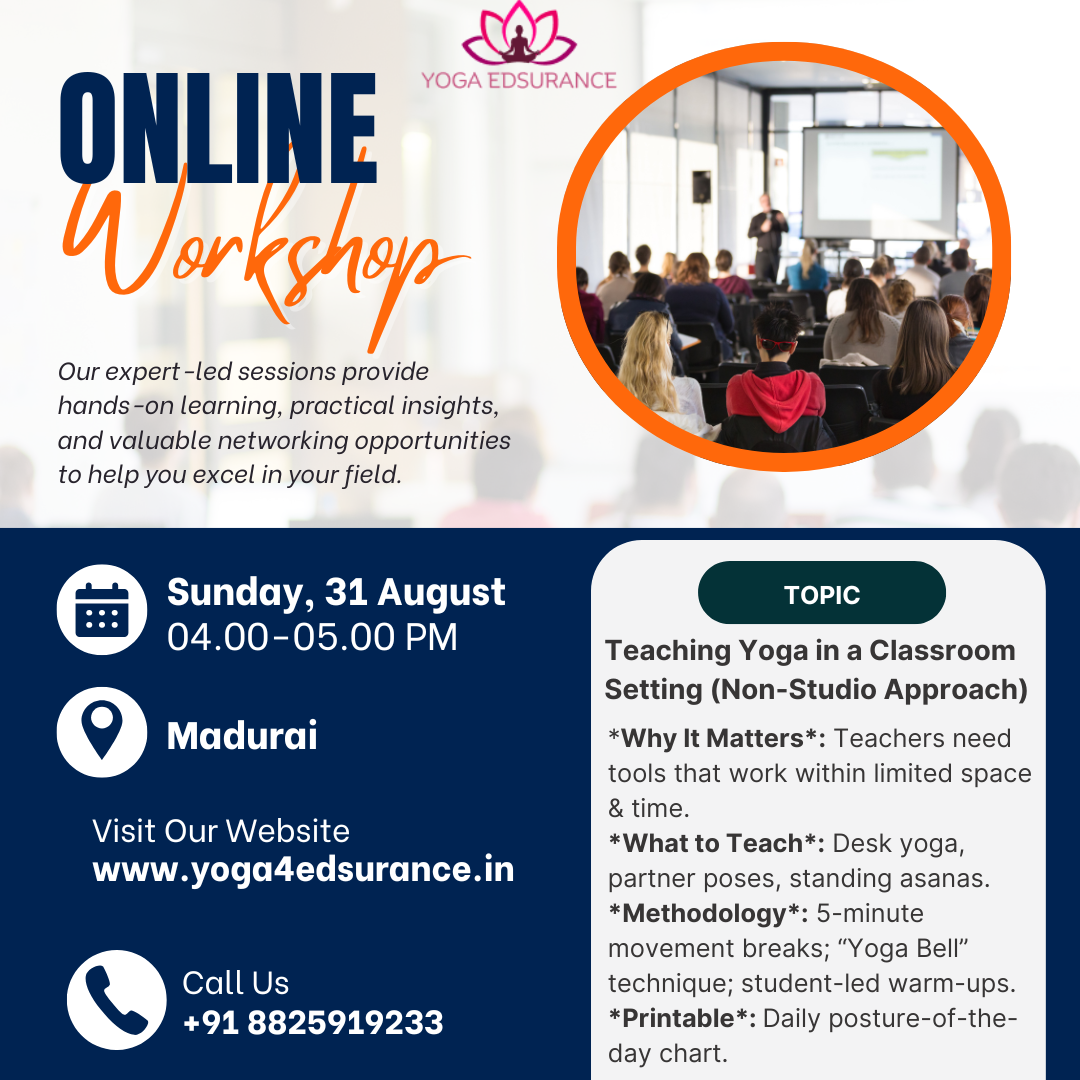 YOGA EDSURANCE
ONLINE
Workshop
Our expert-led sessions provide
hands-on learning, practical insights,
and valuable networking opportunities
to help you excel in your field.
Sunday, 31 August
04.00-05.00 PM
Madurai
Visit Our Website
www.yoga4edsurance.in
Call Us
+91 8825919233
TOPIC
Teaching Yoga in a Classroom
Setting (Non-Studio Approach)
*Why It Matters*: Teachers need
tools that work within limited space
& time.
*What to Teach*: Desk yoga,
partner poses, standing asanas.
*Methodology*: 5-minute
movement breaks; “Yoga Bell”
technique; student-led warm-ups.
*Printable*: Daily posture-of-the-
day chart.